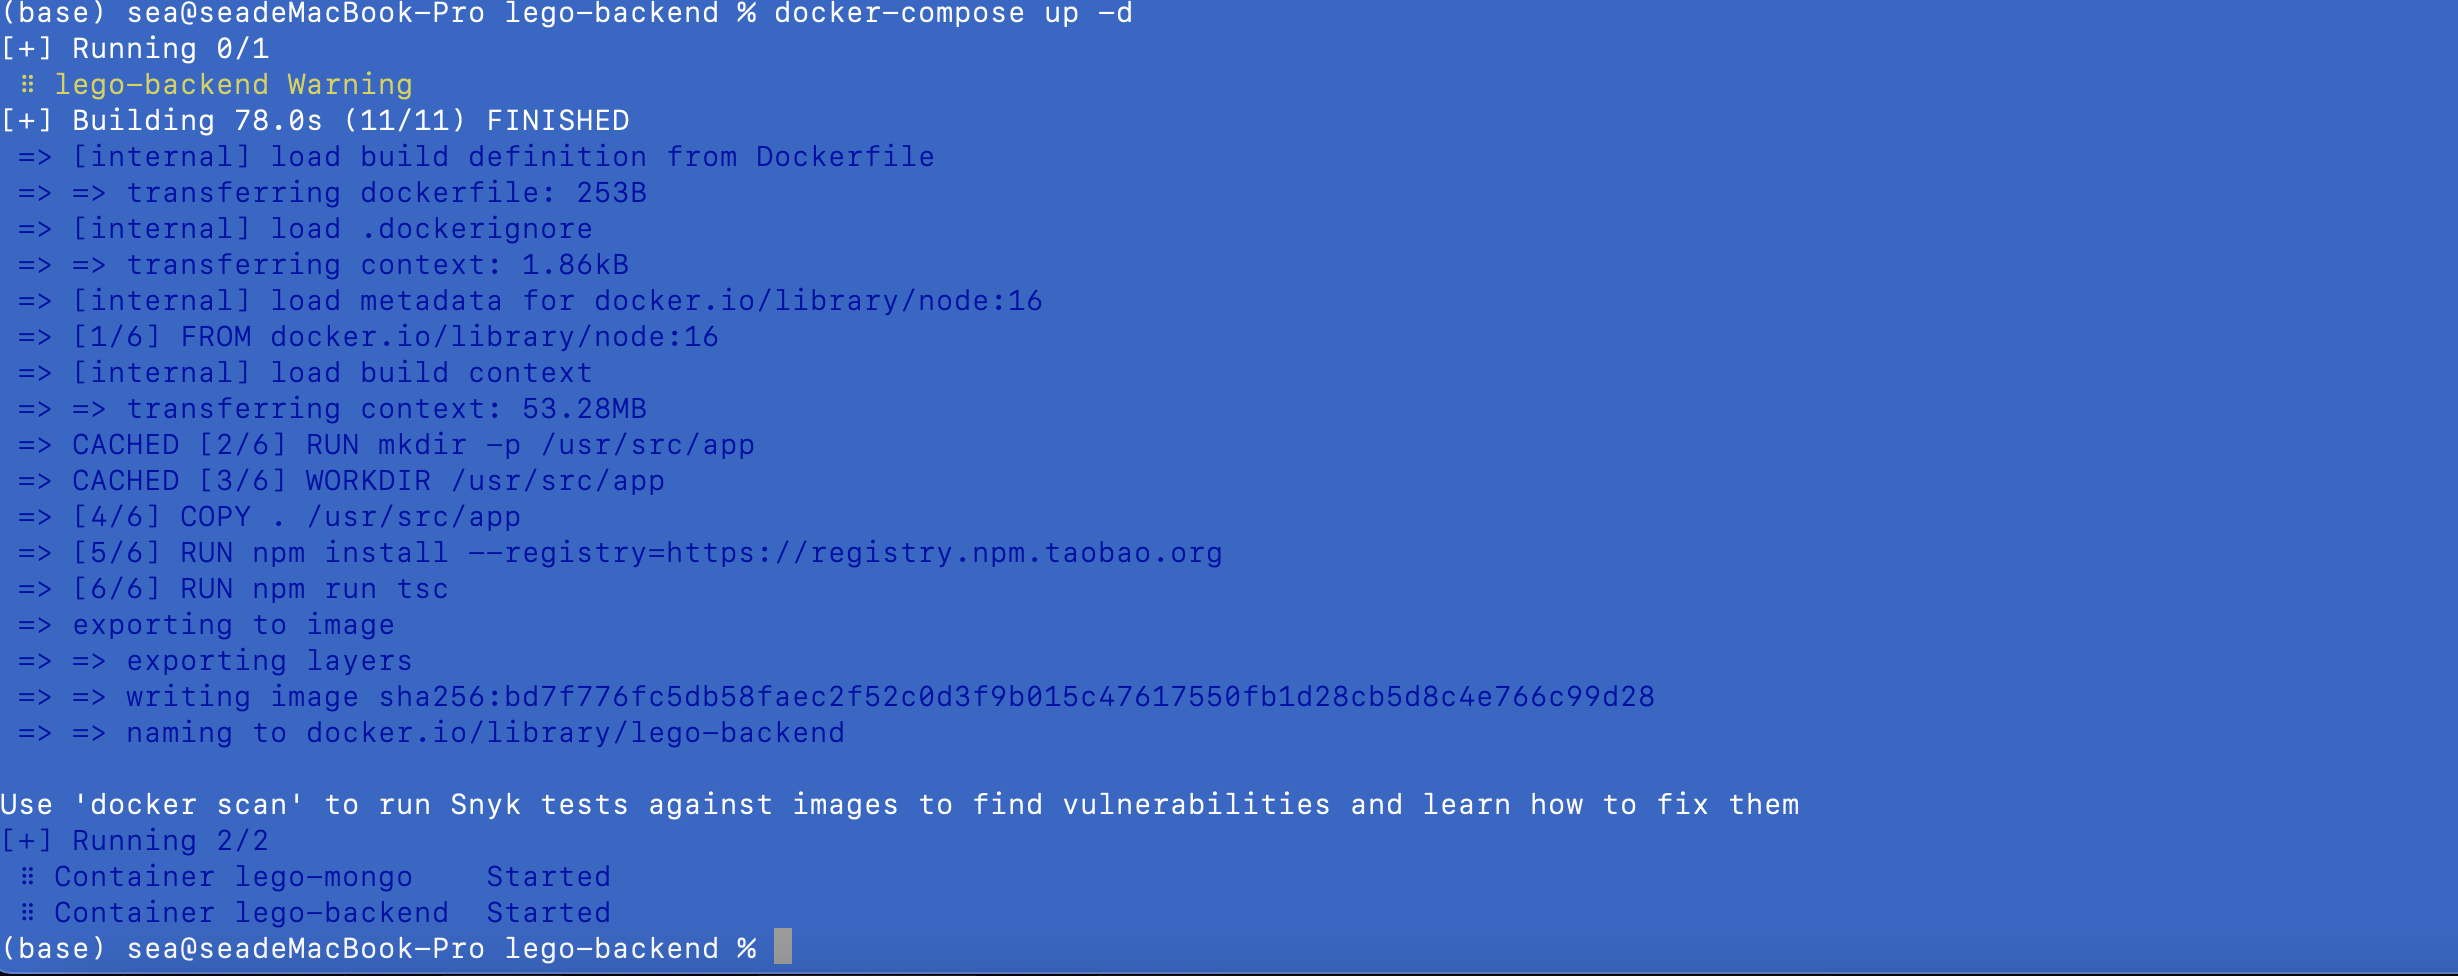 (base) sea@seadeMacBook-Pro lego-backend % docker-compose up -d
[+] Running 0/1
⠿ lego-backend Warning
[+] Building 78.0s (11/11) FINISHED
=> [internal] load build definition from Dockerfile
=> => transferring dockerfile: 253B
=> [internal] load .dockerignore
=> => transferring context: 1.86kB
=> [internal] load metadata for docker.io/library/node:16
=> [1/6] FROM docker.io/library/node:16
=> [internal] load build context
=> => transferring context: 53.28MB
=> CACHED [2/6] RUN mkdir -p /usr/src/app
=> CACHED [3/6] WORKDIR /usr/src/app
=> [4/6] COPY . /usr/src/app
=> [5/6] RUN npm install --registry=https://registry.npm.taobao.org
=> [6/6] RUN npm run tsc
=> exporting to image
=> => exporting layers
=> => writing image sha256:bd7f776fc5db58faec2f52c0d3f9b015c47617550fb1d28cb5d8c4e766c99d28
=> => naming to docker.io/library/lego-backend
Use 'docker scan' to run Snyk tests against images to find vulnerabilities and learn how to fix them
[+] Running 2/2
⠿ Container lego-mongo    Started
⠿ Container lego-backend  Started
(base) sea@seadeMacBook-Pro lego-backend %